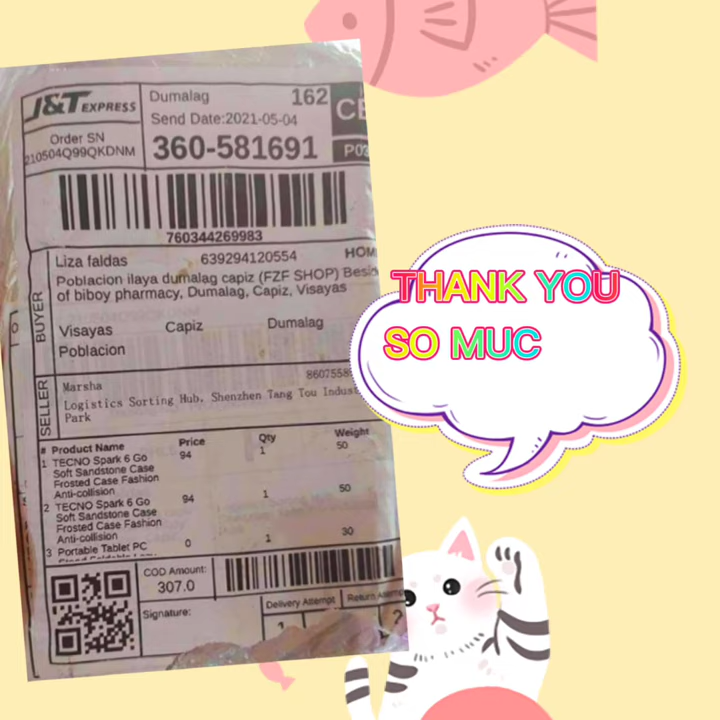 J&T EXPRESS
Dumalag 162
Send Date:2021-05-04
Order SN
210504Q99QKDNM
360-581691
760344269983
BUYER
Liza faldas 639294120554
Poblacion ilaya dumalag capiz (FZF SHOP)
of biboy pharmacy, Dumalag, Capiz, Visayas
Visayas Capiz Dumalag
Poblacion
SELLER
Marsha
Logistics Sorting Hub, Shenzhen Tang Tou
Park
# Product Name Price Qty Weight
1 TECNO Spark 6 Go 94 1 50
Soft Sandstone Case
Frosted Case Fashion
Anti-collision
2 TECNO Spark 6 Go 94 1 50
Soft Sandstone Case
Frosted Case Fashion
Anti-collision
3 Portable Tablet PC 0 1 30
COD Amount:
307.0
Signature:
Delivery Attempt Return
1 2
THANK YOU
SO MUC